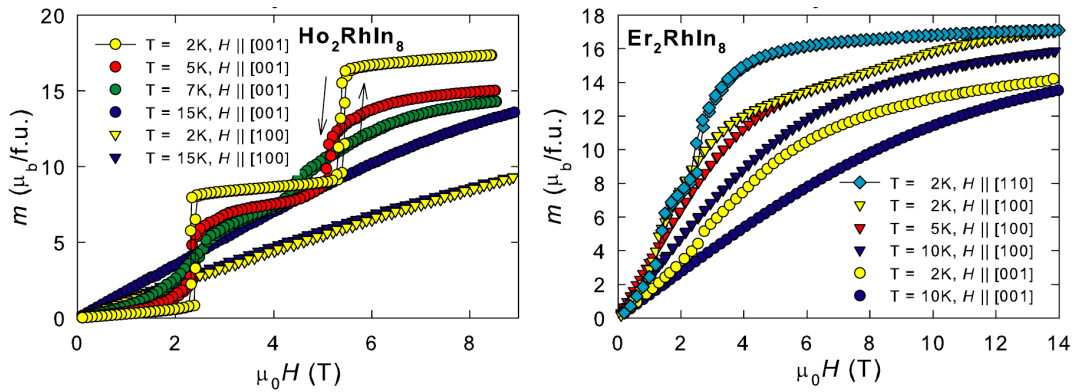 20
15
10
5
0
m (μb/f.u.)
Ho2RhIn8
T = 2K, H || [001]
T = 5K, H || [001]
T = 7K, H || [001]
T = 15K, H || [001]
T = 2K, H || [100]
T = 15K, H || [100]
0 2 4 6 8
μ0H (T)
18
16
14
12
10
8
6
4
2
0
m (μb/f.u.)
Er2RhIn8
T = 2K, H || [110]
T = 2K, H || [100]
T = 5K, H || [100]
T = 10K, H || [100]
T = 2K, H || [001]
T = 10K, H || [001]
0 2 4 6 8 10 12 14
μ0H (T)